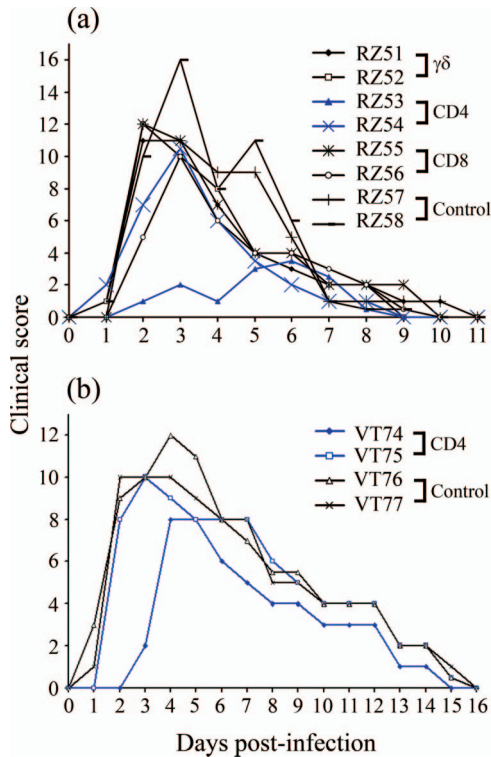 (a)
16
14
12
10
8
6
4
2
0
RZ51
RZ52
γδ
RZ53
RZ54
CD4
RZ55
RZ56
CD8
RZ57
RZ58
Control
0 1 2 3 4 5 6 7 8 9 10 11
Clinical score
(b)
12
10
8
6
4
2
0
VT74
VT75
CD4
VT76
VT77
Control
0 1 2 3 4 5 6 7 8 9 10 11 12 13 14 15 16
Days post-infection